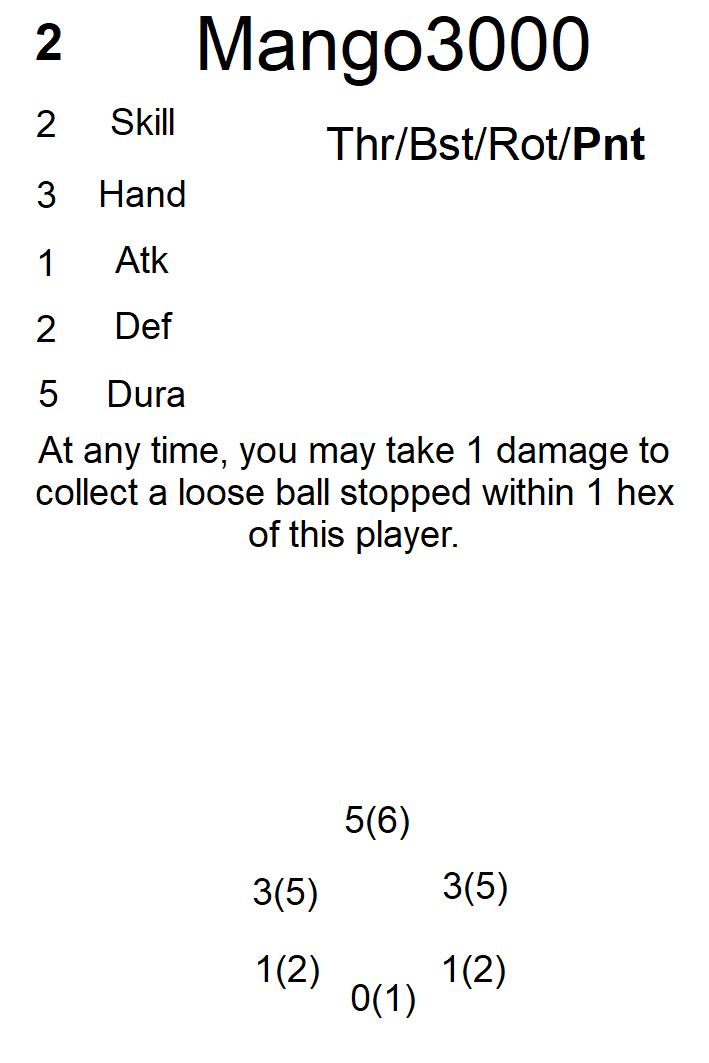 2 Mango3000
2 Skill
Thr/Bst/Rot/Pnt
3 Hand
1 Atk
2 Def
5 Dura
At any time, you may take 1 damage to
collect a loose ball stopped within 1 hex
of this player.
5(6)
3(5) 3(5)
1(2) 1(2)
0(1)